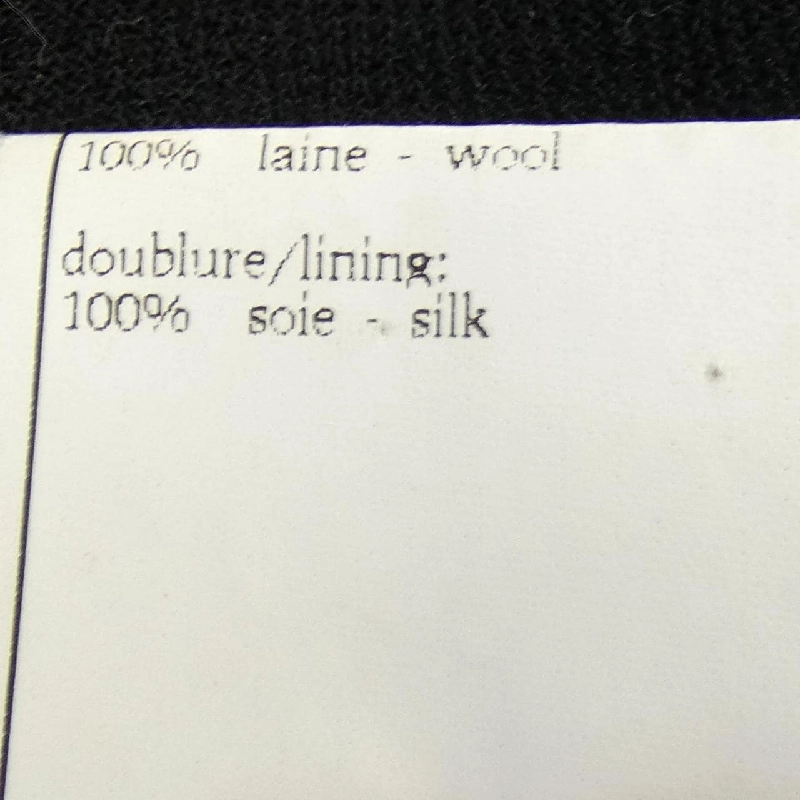 100% laine - wool
doublure/lining:
100% soie - silk